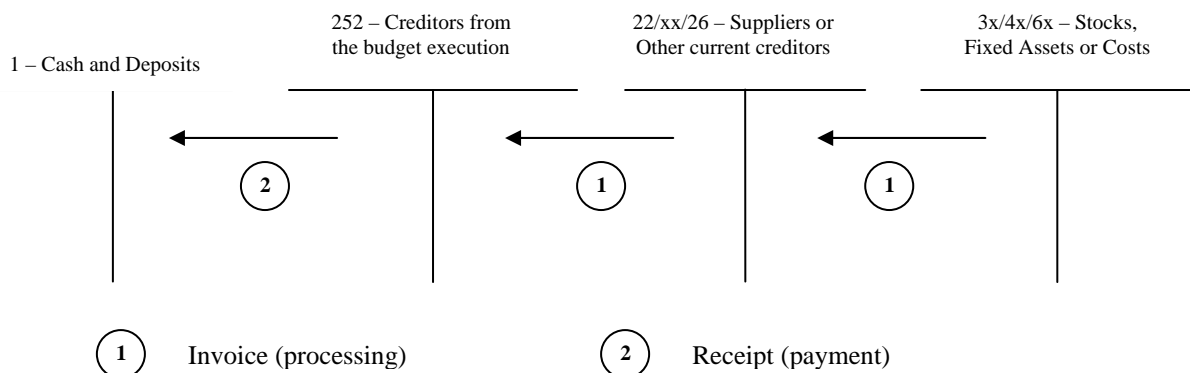 1 – Cash and Deposits
252 – Creditors from
the budget execution
22/xx/26 – Suppliers or
Other current creditors
3x/4x/6x – Stocks,
Fixed Assets or Costs
2
1
1
1 Invoice (processing)
2 Receipt (payment)